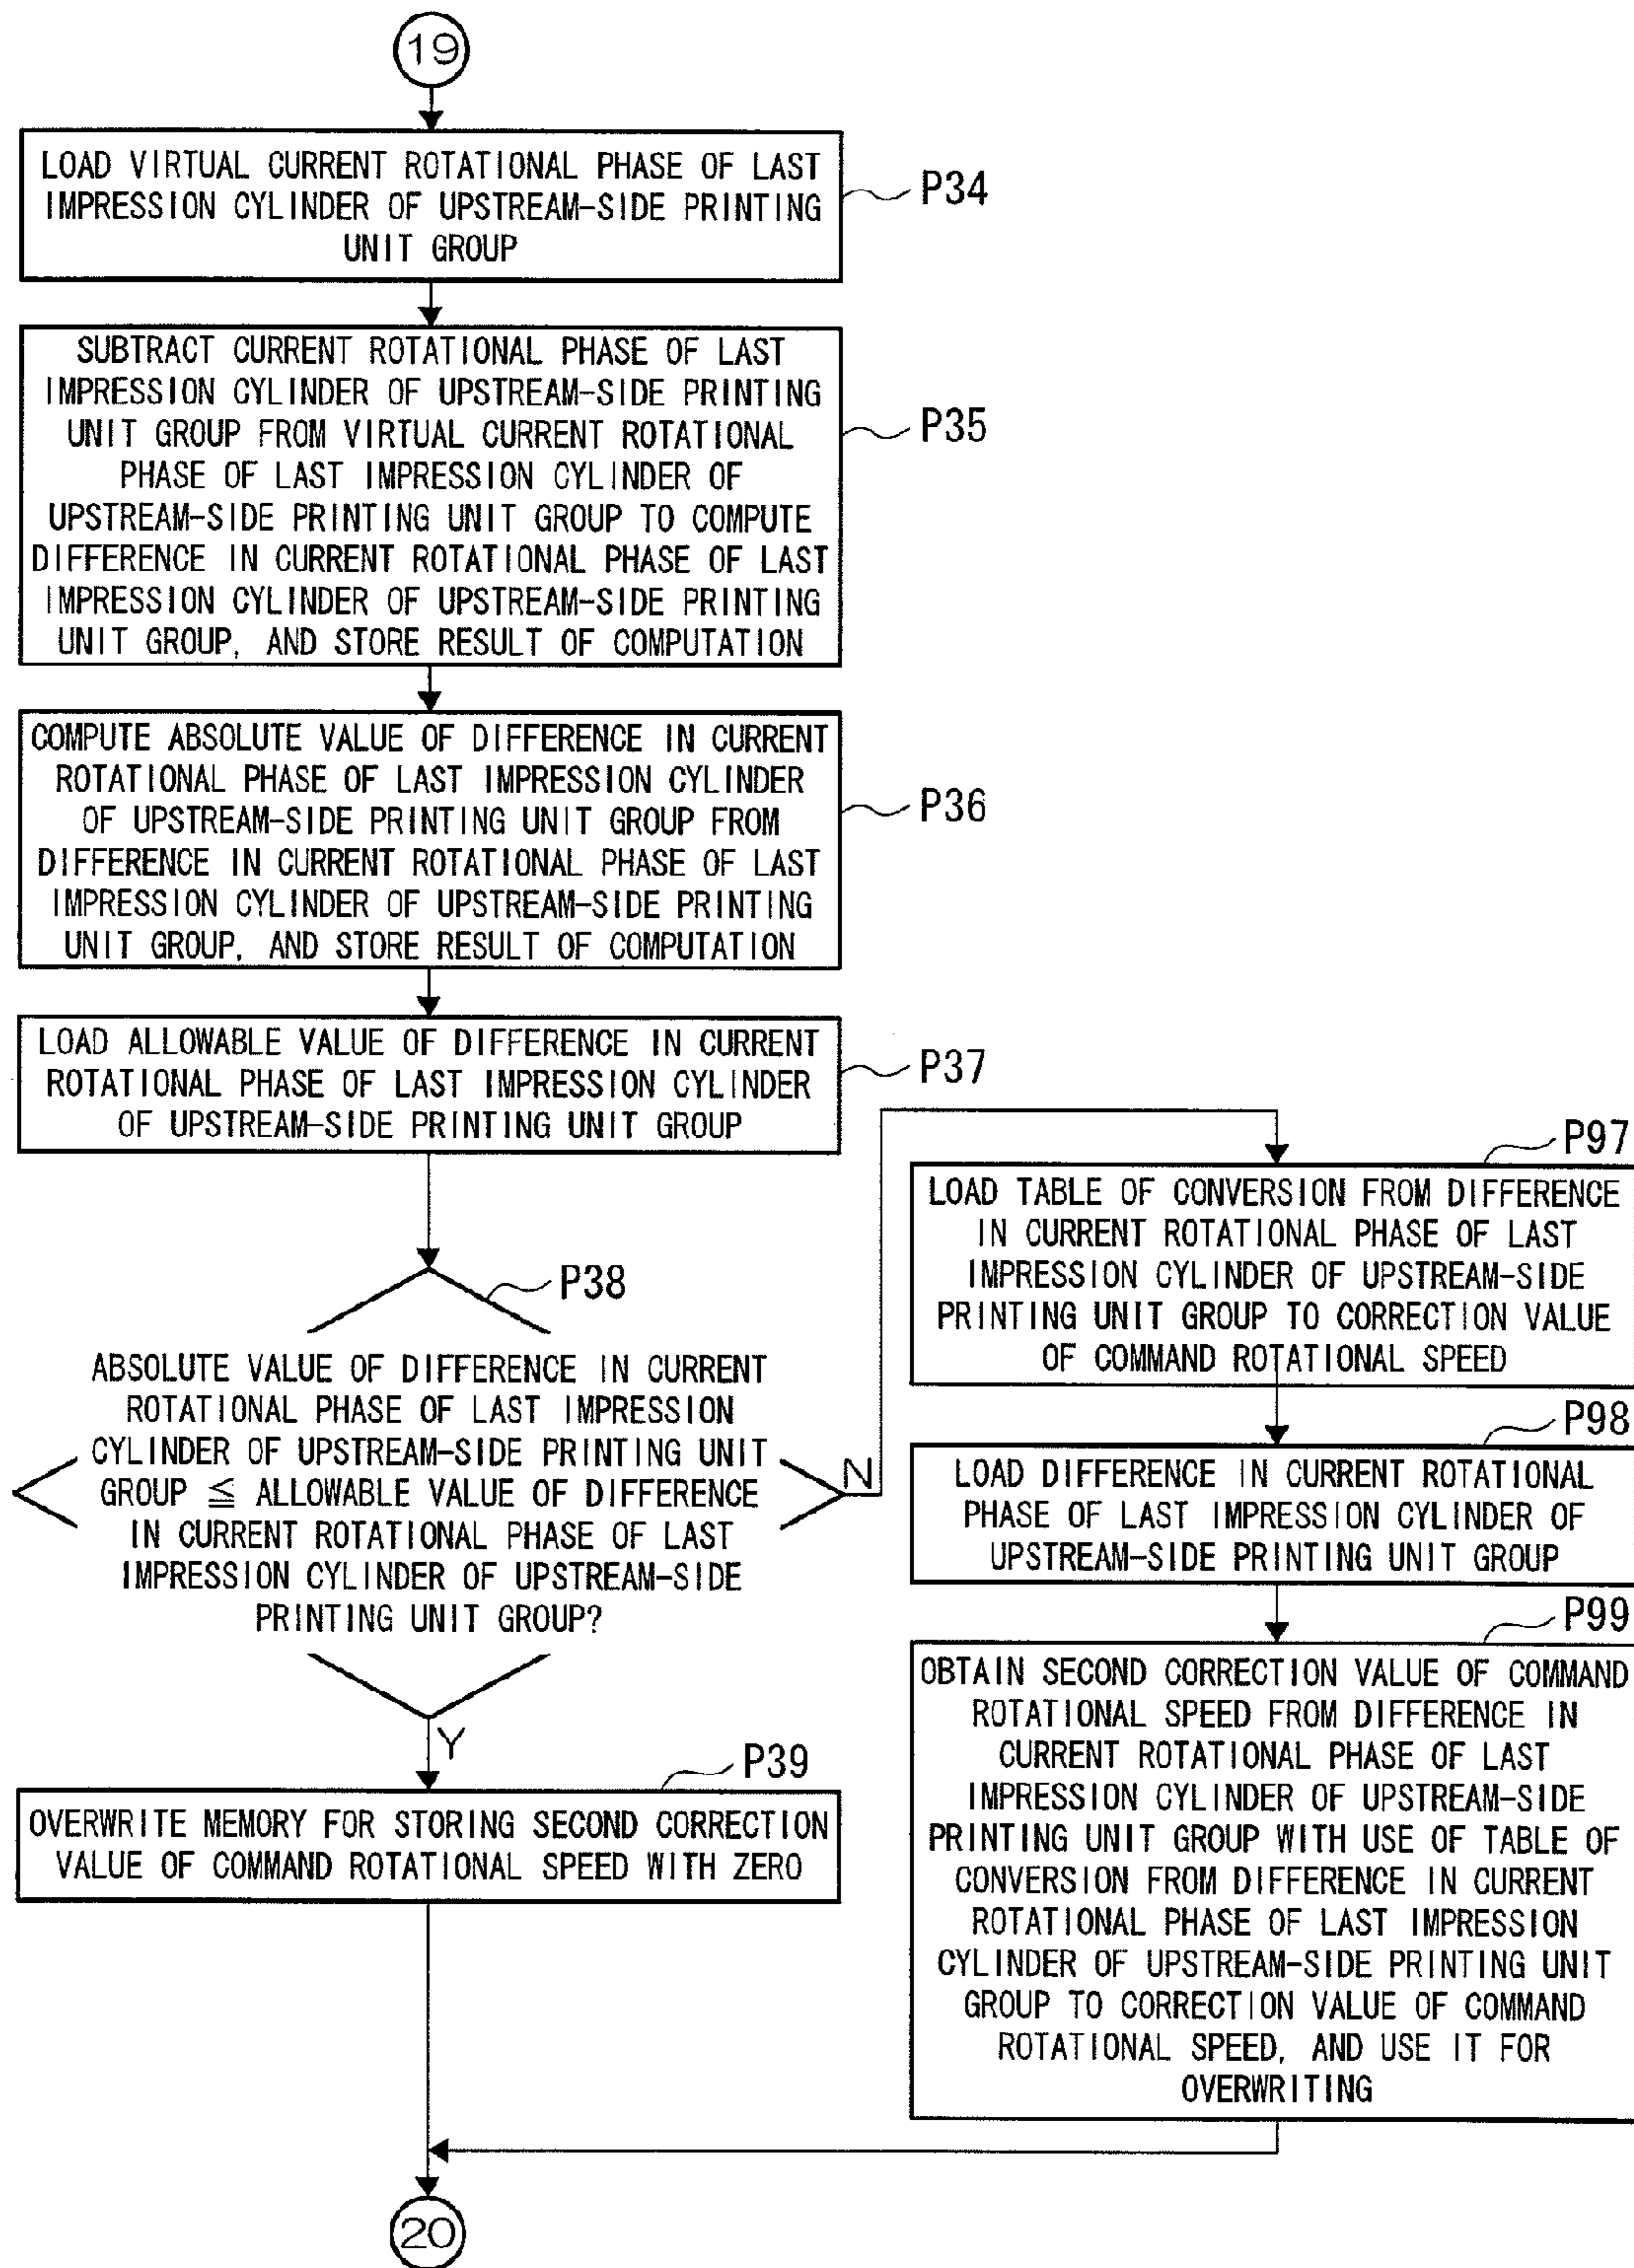 19
LOAD VIRTUAL CURRENT ROTATIONAL PHASE OF LAST
IMPRESSION CYLINDER OF UPSTREAM-SIDE PRINTING
UNIT GROUP
P34
SUBTRACT CURRENT ROTATIONAL PHASE OF LAST
IMPRESSION CYLINDER OF UPSTREAM-SIDE PRINTING
UNIT GROUP FROM VIRTUAL CURRENT ROTATIONAL
PHASE OF LAST IMPRESSION CYLINDER OF
UPSTREAM-SIDE PRINTING UNIT GROUP TO COMPUTE
DIFFERENCE IN CURRENT ROTATIONAL PHASE OF LAST
IMPRESSION CYLINDER OF UPSTREAM-SIDE PRINTING
UNIT GROUP, AND STORE RESULT OF COMPUTATION
P35
COMPUTE ABSOLUTE VALUE OF DIFFERENCE IN CURRENT
ROTATIONAL PHASE OF LAST IMPRESSION CYLINDER
OF UPSTREAM-SIDE PRINTING UNIT GROUP FROM
DIFFERENCE IN CURRENT ROTATIONAL PHASE OF LAST
IMPRESSION CYLINDER OF UPSTREAM-SIDE PRINTING
UNIT GROUP, AND STORE RESULT OF COMPUTATION
P36
LOAD ALLOWABLE VALUE OF DIFFERENCE IN CURRENT
ROTATIONAL PHASE OF LAST IMPRESSION CYLINDER
OF UPSTREAM-SIDE PRINTING UNIT GROUP
P37
P38
ABSOLUTE VALUE OF DIFFERENCE IN CURRENT
ROTATIONAL PHASE OF LAST IMPRESSION
CYLINDER OF UPSTREAM-SIDE PRINTING UNIT
GROUP ≦ ALLOWABLE VALUE OF DIFFERENCE
IN CURRENT ROTATIONAL PHASE OF LAST
IMPRESSION CYLINDER OF UPSTREAM-SIDE
PRINTING UNIT GROUP?
N
Y
P39
OVERWRITE MEMORY FOR STORING SECOND CORRECTION
VALUE OF COMMAND ROTATIONAL SPEED WITH ZERO
P97
LOAD TABLE OF CONVERSION FROM DIFFERENCE
IN CURRENT ROTATIONAL PHASE OF LAST
IMPRESSION CYLINDER OF UPSTREAM-SIDE
PRINTING UNIT GROUP TO CORRECTION VALUE
OF COMMAND ROTATIONAL SPEED
P98
LOAD DIFFERENCE IN CURRENT ROTATIONAL
PHASE OF LAST IMPRESSION CYLINDER OF
UPSTREAM-SIDE PRINTING UNIT GROUP
P99
OBTAIN SECOND CORRECTION VALUE OF COMMAND
ROTATIONAL SPEED FROM DIFFERENCE IN
CURRENT ROTATIONAL PHASE OF LAST
IMPRESSION CYLINDER OF UPSTREAM-SIDE
PRINTING UNIT GROUP WITH USE OF TABLE OF
CONVERSION FROM DIFFERENCE IN CURRENT
ROTATIONAL PHASE OF LAST IMPRESSION
CYLINDER OF UPSTREAM-SIDE PRINTING UNIT
GROUP TO CORRECTION VALUE OF COMMAND
ROTATIONAL SPEED, AND USE IT FOR
OVERWRITING
20